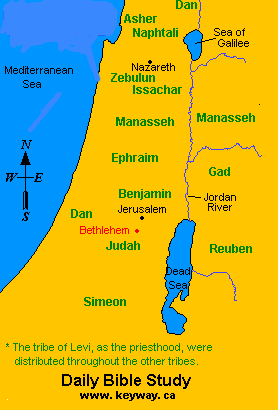 Dan
Asher
Naphtali
Sea of
Galilee
Mediterranean
Sea
Nazareth
Zebulun
Issachar
Manasseh
Manasseh
N
W
E
S
Ephraim
Gad
Benjamin
Jordan
River
Dan
Jerusalem
Bethlehem
Judah
Reuben
Dead
Sea
Simeon
* The tribe of Levi, as the priesthood, were
distributed throughout the other tribes.
Daily Bible Study
www.keyway.ca